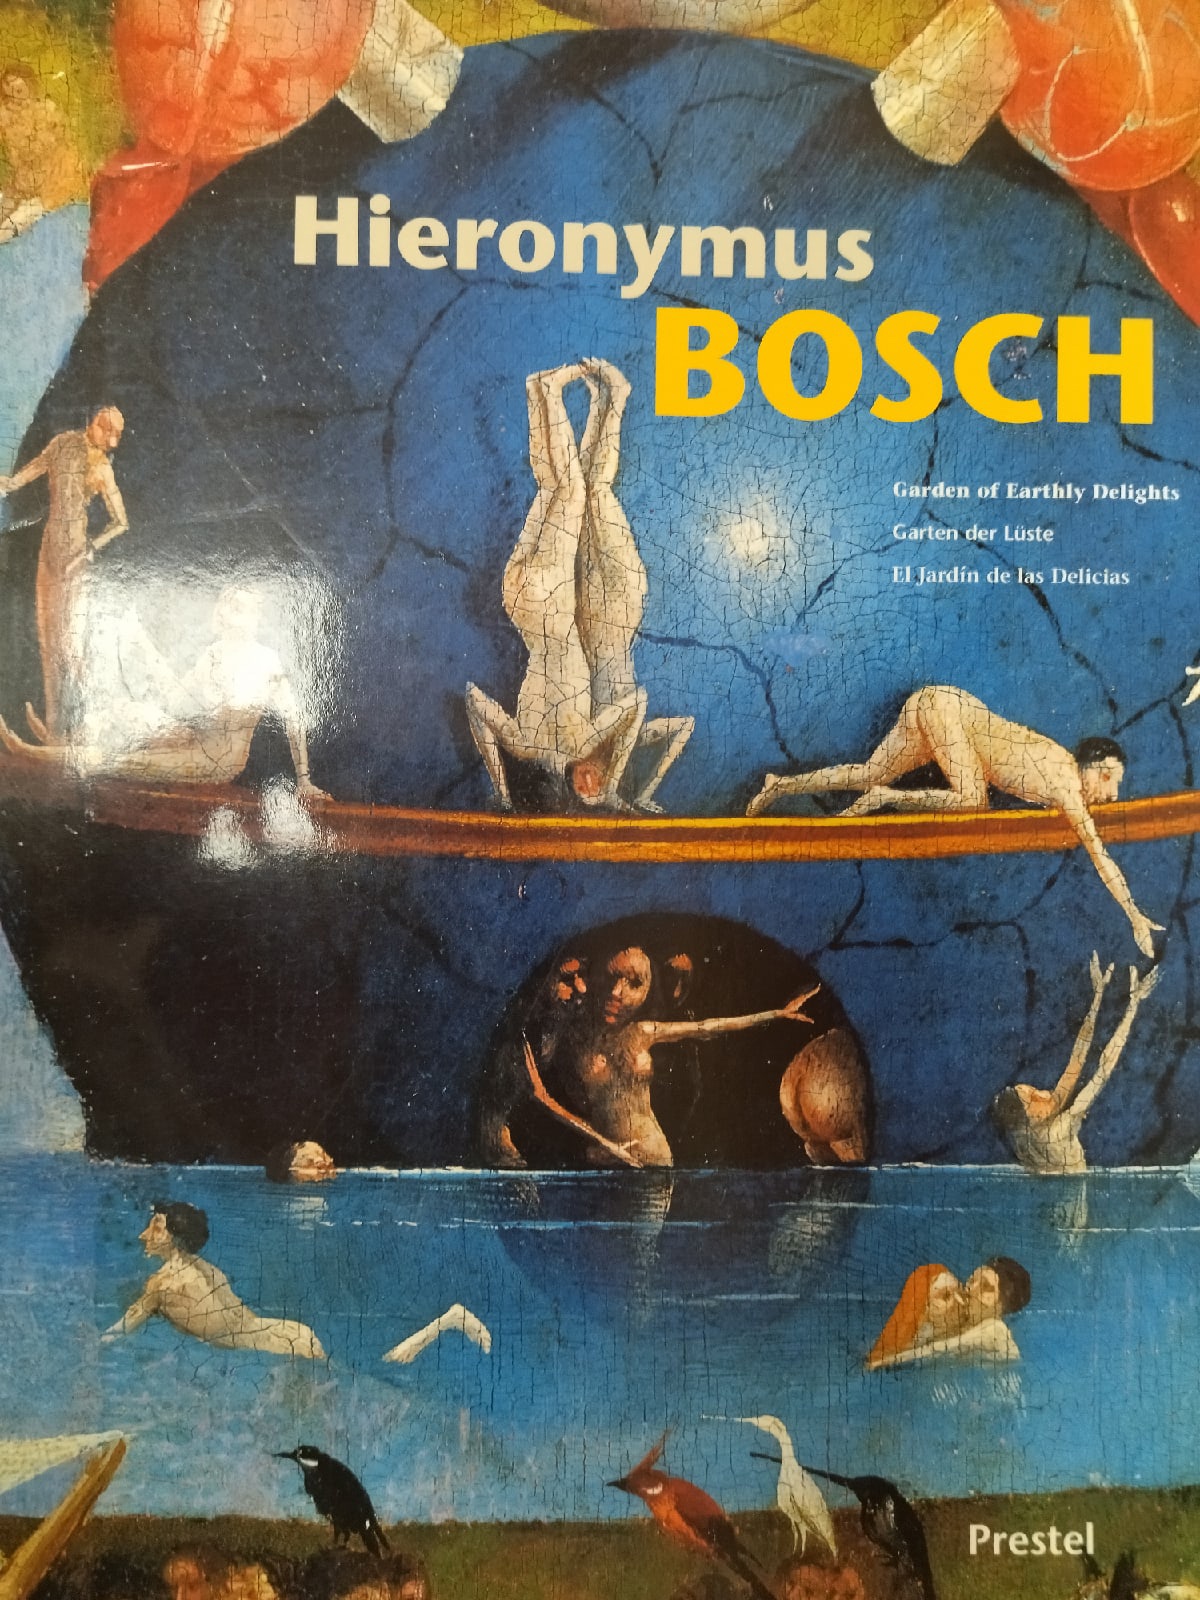 Hieronymus
BOSCH
Garden of Earthly Delights
Garten der Lüste
El Jardín de las Delicias
Prestel